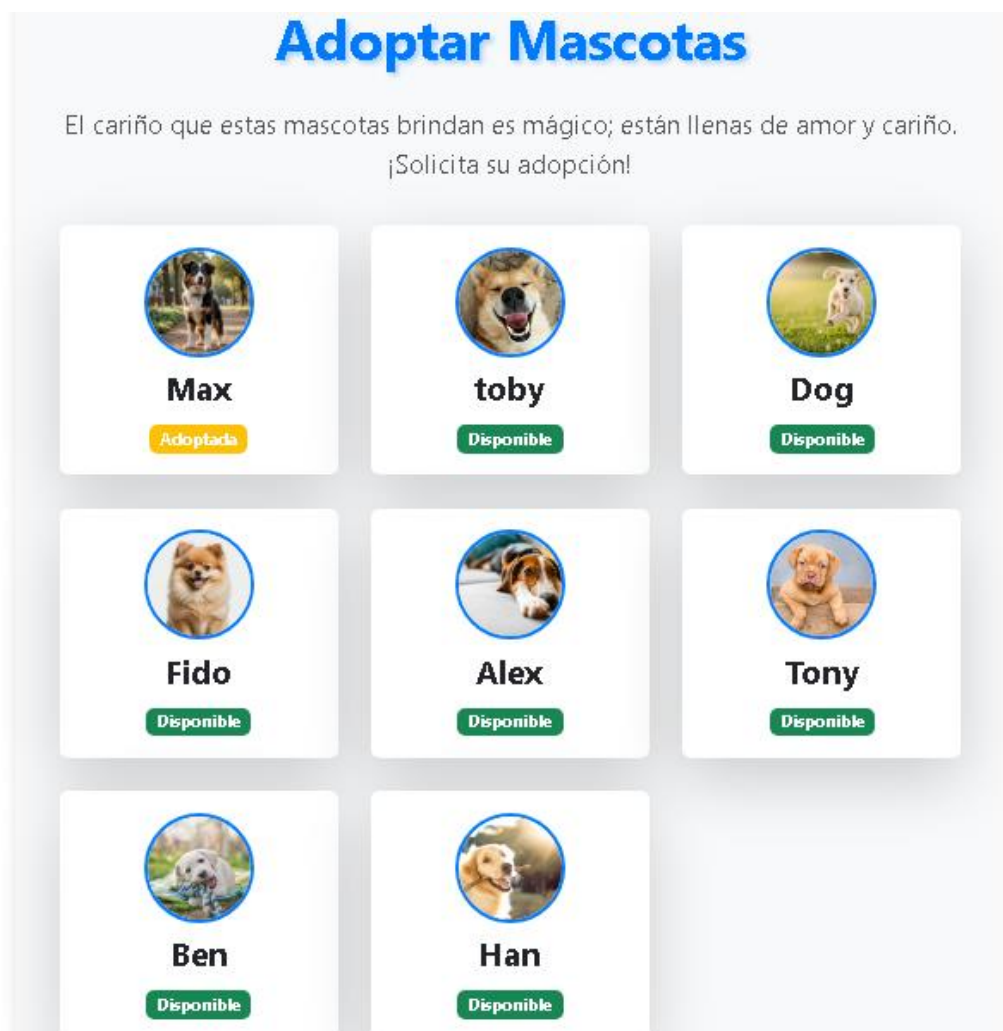 Adoptar Mascotas
El cariño que estas mascotas brindan es mágico; están llenas de amor y cariño.
¡Solicita su adopción!
Max
Adoptada
toby
Disponible
Dog
Disponible
Fido
Disponible
Alex
Disponible
Tony
Disponible
Ben
Disponible
Han
Disponible